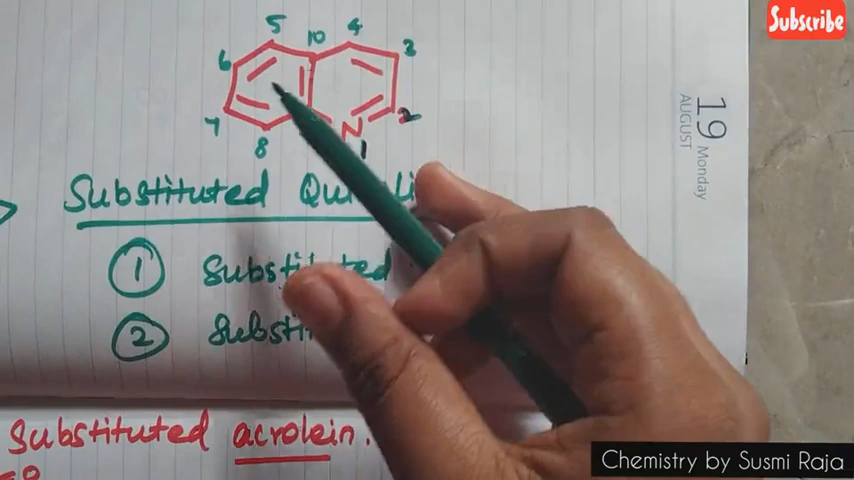 Subscribe
5
10
4
6
3
7
2
N
8
1
19
Monday
AUGUST
Substituted
1 Substituted
2
Substituted acrolein.
Chemistry by Susmi Raja